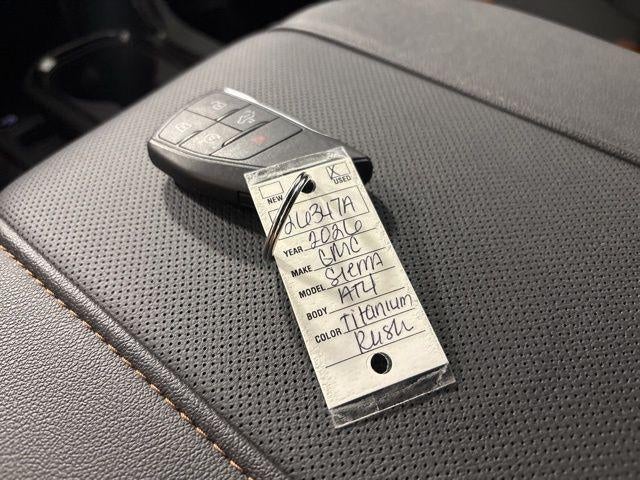 NEW X USED
26347A
YEAR 2026
MAKE GMC
MODEL Sierra
BODY AT4
COLOR Titanium
Rush